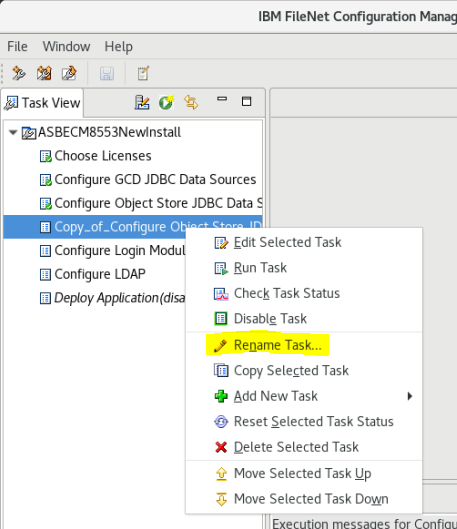 IBM FileNet Configuration Manag
File Window Help
Task View
ASBECM8553NewInstall
Choose Licenses
Configure GCD JDBC Data Sources
Configure Object Store JDBC Data S
Copy_of_Configure Object Store JD
Configure Login Modul
Configure LDAP
Deploy Application(disa
Edit Selected Task
Run Task
Check Task Status
Disable Task
Rename Task...
Copy Selected Task
Add New Task
Reset Selected Task Status
Delete Selected Task
Move Selected Task Up
Move Selected Task Down
Execution messages for Config